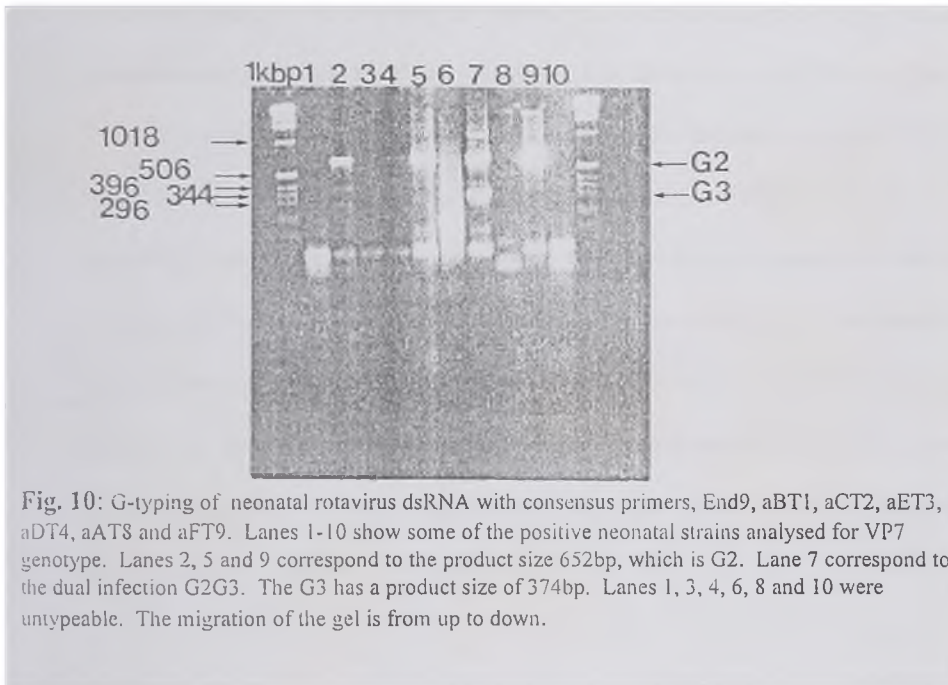 1kbp1 2 34 5 6 7 8 910
1018
506
396 344
296
G2
G3
Fig. 10: G-typing of neonatal rotavirus dsRNA with consensus primers, End9, aBT1, aCT2, aET3,
aDT4, aAT8 and aFT9. Lanes 1-10 show some of the positive neonatal strains analysed for VP7
genotype. Lanes 2, 5 and 9 correspond to the product size 652bp, which is G2. Lane 7 correspond to
the dual infection G2G3. The G3 has a product size of 374bp. Lanes 1, 3, 4, 6, 8 and 10 were
untypeable. The migration of the gel is from up to down.